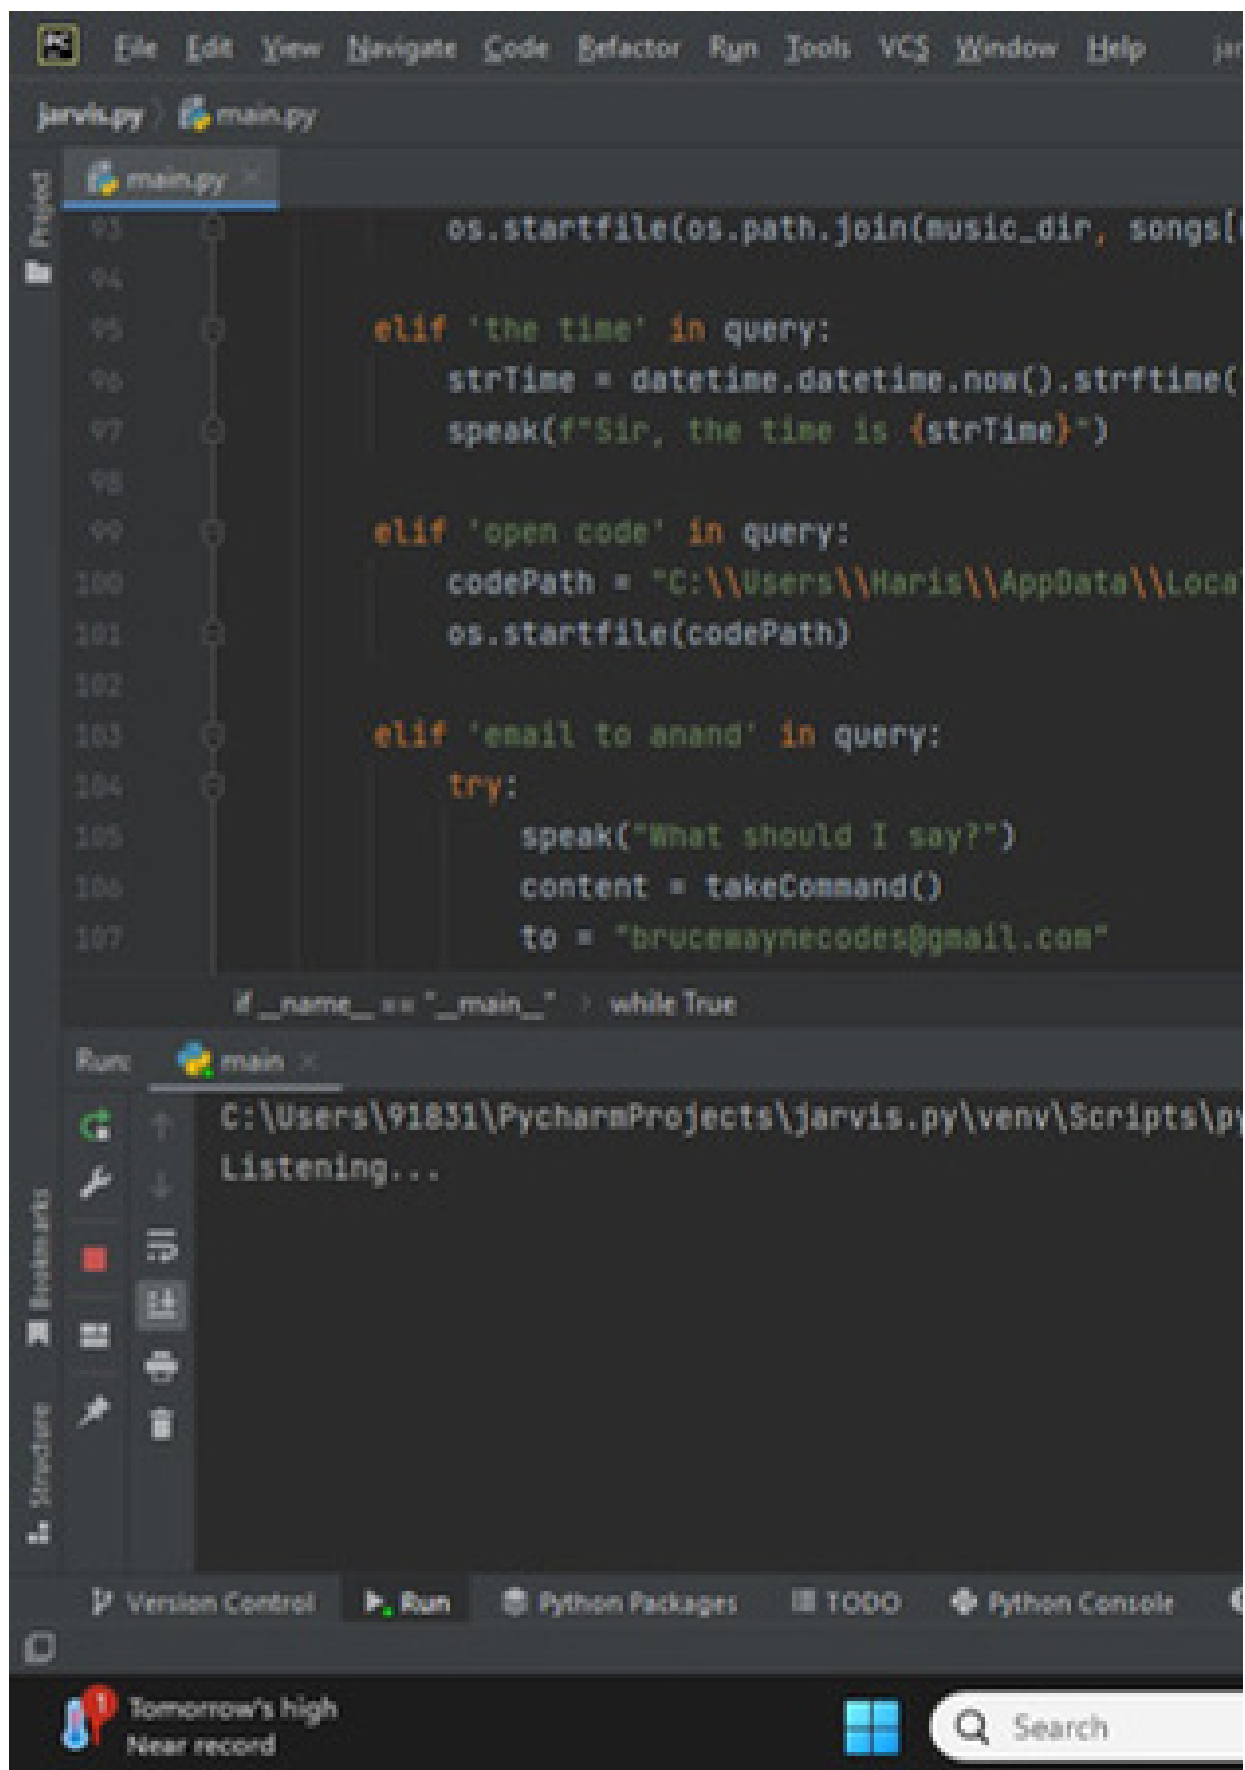 PC File Edit View Navigate Code Refactor Run Tools VCS Window Help jar
jarvis.py main.py
Project
main.py
93 os.startfile(os.path.join(music_dir, songs[
94
95 elif 'the time' in query:
96 strTime = datetime.datetime.now().strftime(
97 speak(f"Sir, the time is {strTime}")
98
99 elif 'open code' in query:
100 codePath = "C:\\Users\\Haris\\AppData\\Loca
101 os.startfile(codePath)
102
103 elif 'email to anand' in query:
104 try:
105 speak("What should I say?")
106 content = takeCommand()
107 to = "brucewaynecodes@gmail.com"
if __name__ == "__main__" › while True
Run: main
C:\Users\91831\PycharmProjects\jarvis.py\venv\Scripts\py
Listening...
Bookmarks
Structure
Version Control Run Python Packages TODO Python Console
1 Tomorrow's high
Near record
Search